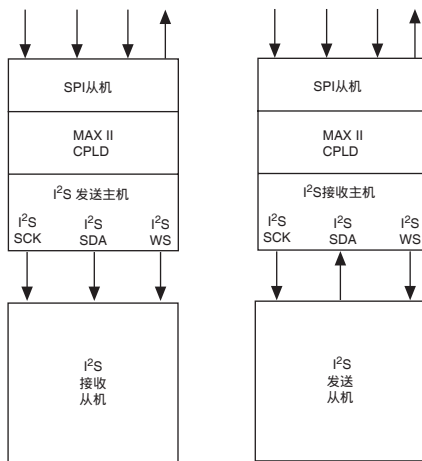 SPI从机
MAX II
CPLD
I²S 发送主机
I²S I²S I²S
SCK SDA WS
I²S
接收
从机
SPI从机
MAX II
CPLD
I²S接收主机
I²S I²S I²S
SCK SDA WS
I²S
发送
从机